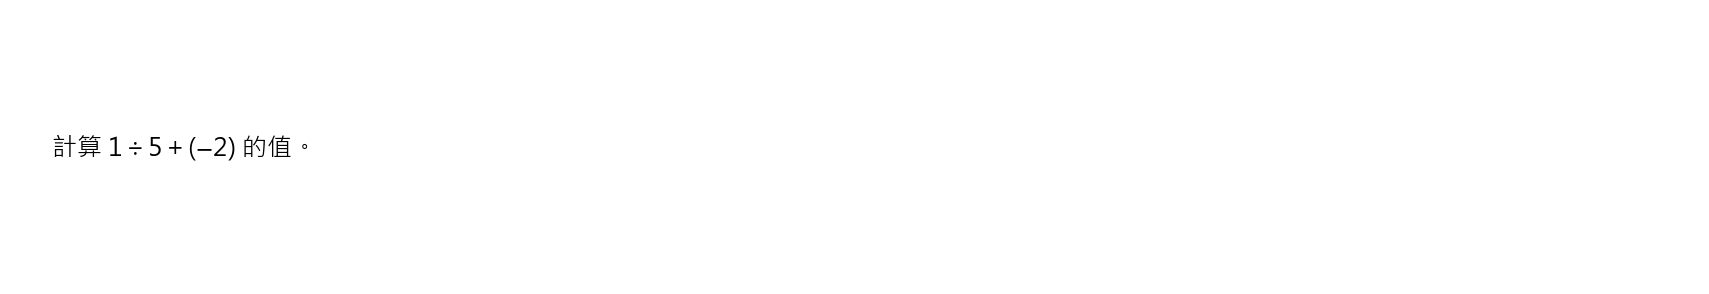 計算 1 ÷ 5 + (–2) 的值。